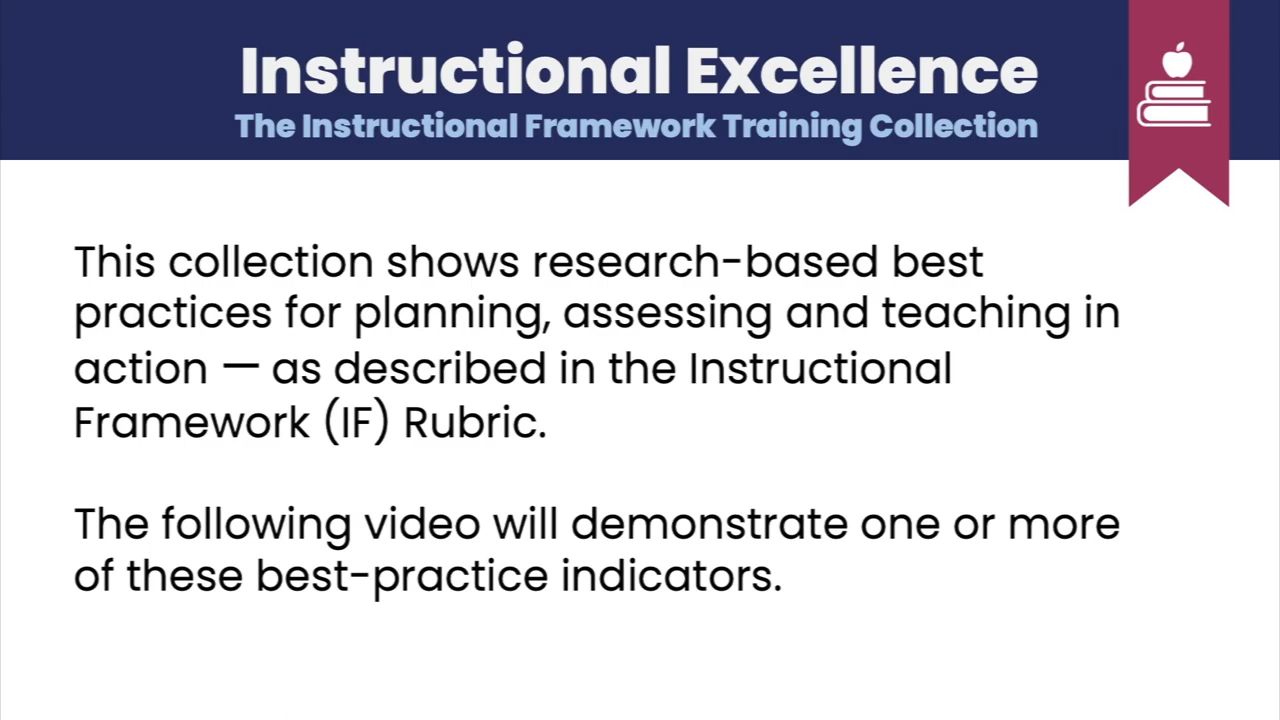 Instructional Excellence
The Instructional Framework Training Collection
This collection shows research-based best
practices for planning, assessing and teaching in
action — as described in the Instructional
Framework (IF) Rubric.
The following video will demonstrate one or more
of these best-practice indicators.